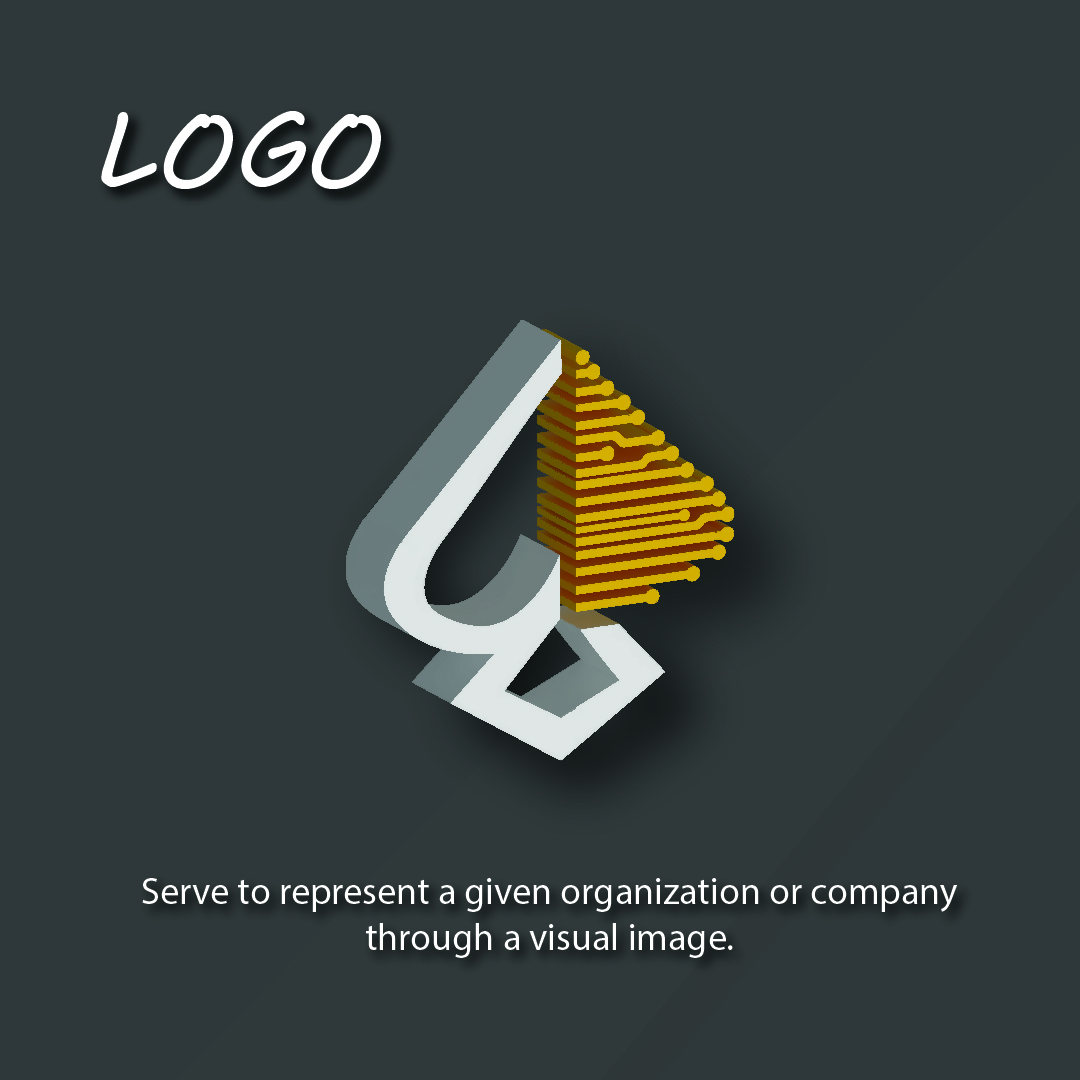 LOGO
Serve to represent a given organization or company
through a visual image.